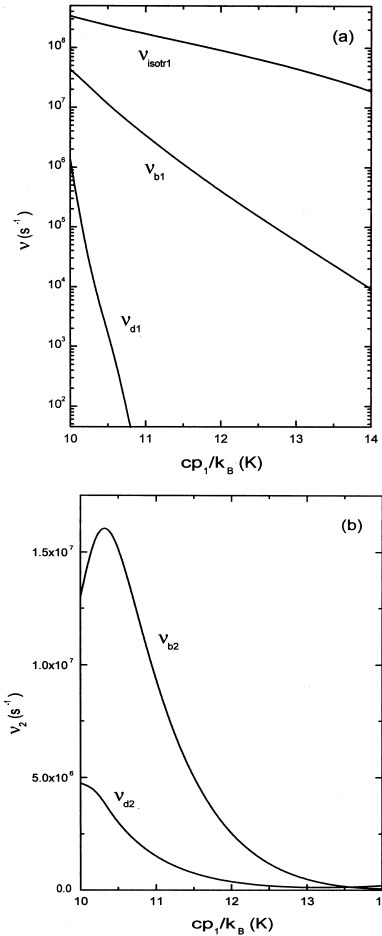 (a)
10⁸
10⁷
10⁶
10⁵
10⁴
10³
10²
ν (s⁻¹)
ν_isotr1
ν_b1
ν_d1
10 11 12 13 14
cp₁/k_B (K)
(b)
1.5x10⁷
1.0x10⁷
5.0x10⁶
0.0
ν₂ (s⁻¹)
ν_b2
ν_d2
10 11 12 13 1
cp₁/k_B (K)